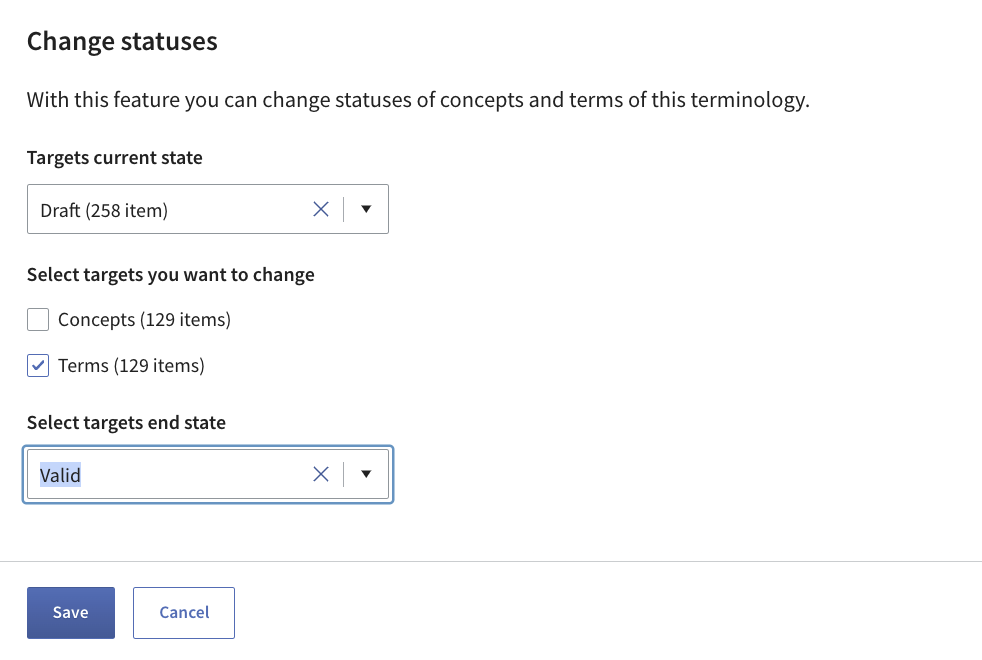 Change statuses
With this feature you can change statuses of concepts and terms of this terminology.
Targets current state
Draft (258 item)
Select targets you want to change
Concepts (129 items)
Terms (129 items)
Select targets end state
Valid
Save
Cancel